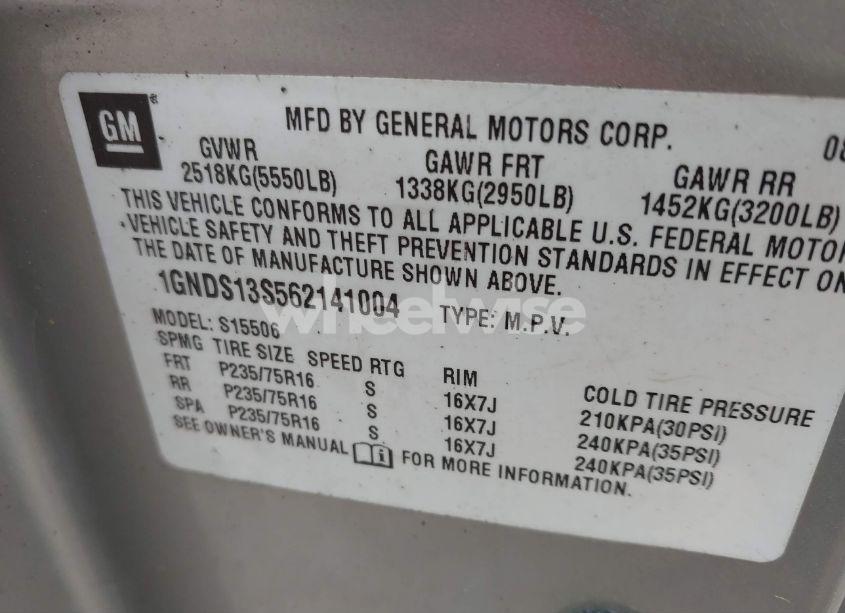 GM®
MFD BY GENERAL MOTORS CORP. 08
GVWR GAWR FRT GAWR RR
2518KG(5550LB) 1338KG(2950LB) 1452KG(3200LB)
THIS VEHICLE CONFORMS TO ALL APPLICABLE U.S. FEDERAL MOTOR
VEHICLE SAFETY AND THEFT PREVENTION STANDARDS IN EFFECT ON
THE DATE OF MANUFACTURE SHOWN ABOVE.
1GNDS13S562141004 TYPE: M.P.V.
wheelwise
MODEL: S15506
SPMG TIRE SIZE SPEED RTG RIM COLD TIRE PRESSURE
FRT P235/75R16 S 16X7J 210KPA(30PSI)
RR P235/75R16 S 16X7J 240KPA(35PSI)
SPA P235/75R16 S 16X7J 240KPA(35PSI)
SEE OWNER'S MANUAL FOR MORE INFORMATION.